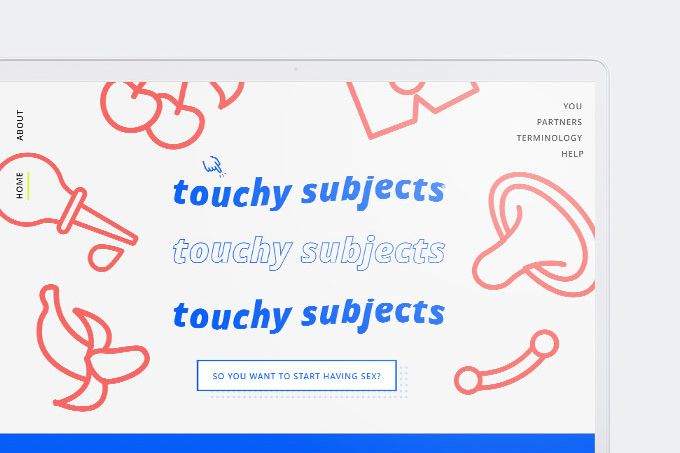 ABOUT
HOME
YOU
PARTNERS
TERMINOLOGY
HELP
touchy subjects
touchy subjects
touchy subjects
SO YOU WANT TO START HAVING SEX?